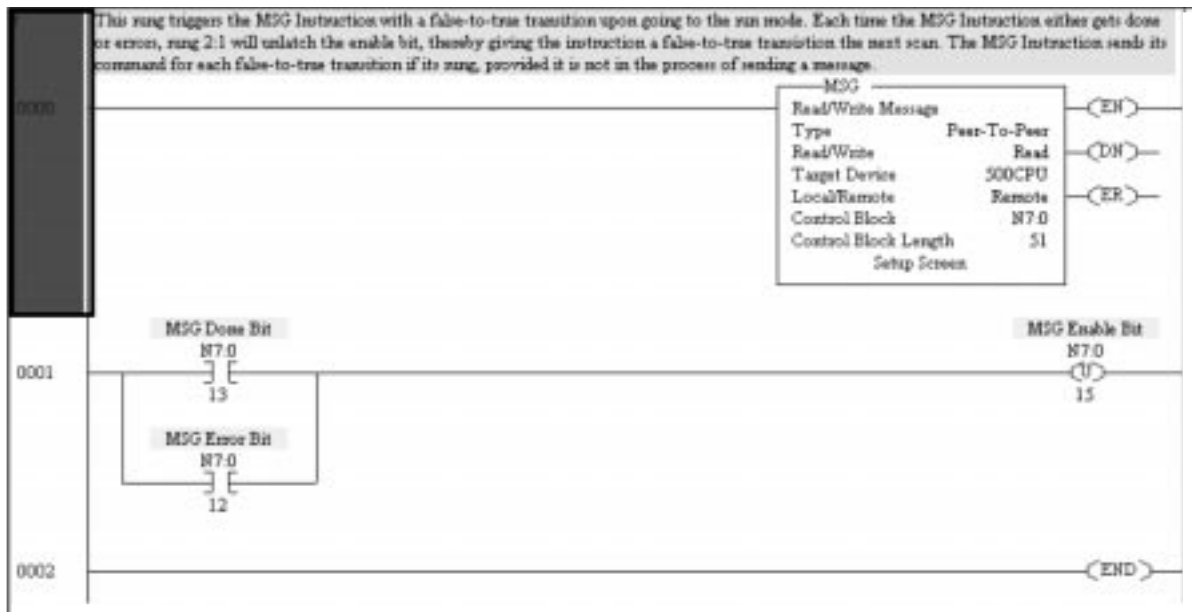 This rung triggers the MSG Instruction with a false-to-true transition upon going to the run mode. Each time the MSG Instruction either gets done
or errors, rung 2:1 will unlatch the enable bit, thereby giving the instruction a false-to-true transistion the next scan. The MSG Instruction sends its
command for each false-to-true transition if its rung, provided it is not in the process of sending a message.
0000
MSG
Read/Write Message
Type Peer-To-Peer
Read/Write Read
Target Device 500CPU
Local/Remote Remote
Control Block N7:0
Control Block Length 51
Setup Screen
EN
DN
ER
MSG Done Bit
N7:0
13
MSG Error Bit
N7:0
12
0001
MSG Enable Bit
N7:0
U
15
0002
END